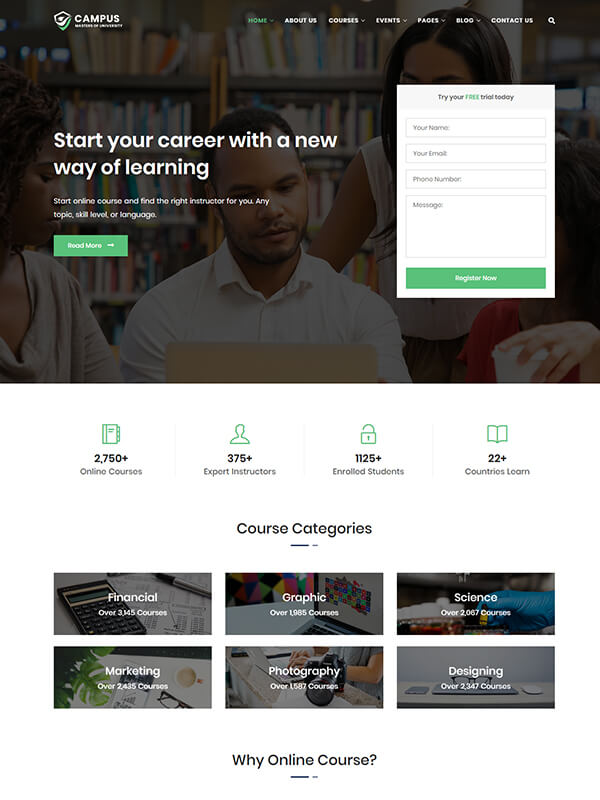 CAMPUS
MASTERS OF UNIVERSITY
HOME ABOUT US COURSES EVENTS PAGES BLOG CONTACT US
Start your career with a new
way of learning
Start online course and find the right instructor for you. Any
topic, skill level, or language.
Read More
Try your FREE trial today
Your Name:
Your Email:
Phone Number:
Message:
Register Now
2,750+
Online Courses
375+
Expert Instructors
1125+
Enrolled Students
22+
Countries Learn
Course Categories
Financial
Over 3,145 Courses
Graphic
Over 1,985 Courses
Science
Over 2,067 Courses
Marketing
Over 2,435 Courses
Photography
Over 1,587 Courses
Designing
Over 2,347 Courses
Why Online Course?